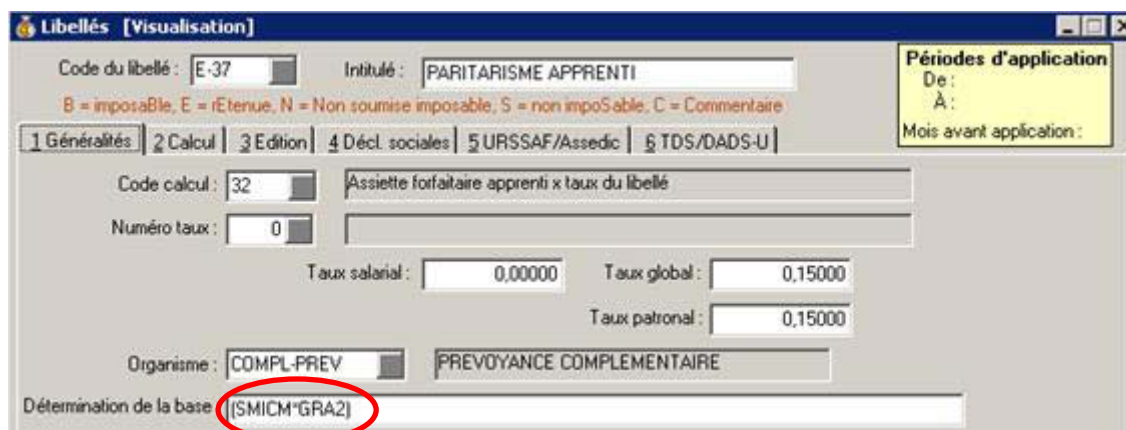 Libellés [Visualisation]
Code du libellé : E-37 Intitulé : PARITARISME APPRENTI
B = imposaBle, E = rEtenue, N = Non soumise imposable, S = non impoSable, C = Commentaire
Périodes d'application
De :
À :
Mois avant application :
1 Généralités 2 Calcul 3 Edition 4 Décl. sociales 5 URSSAF/Assedic 6 TDS/DADS-U
Code calcul : 32 Assiette forfaitaire apprenti x taux du libellé
Numéro taux : 0
Taux salarial : 0,00000 Taux global : 0,15000
Taux patronal : 0,15000
Organisme : COMPL-PREV PREVOYANCE COMPLEMENTAIRE
Détermination de la base (SMICM*GRA2)